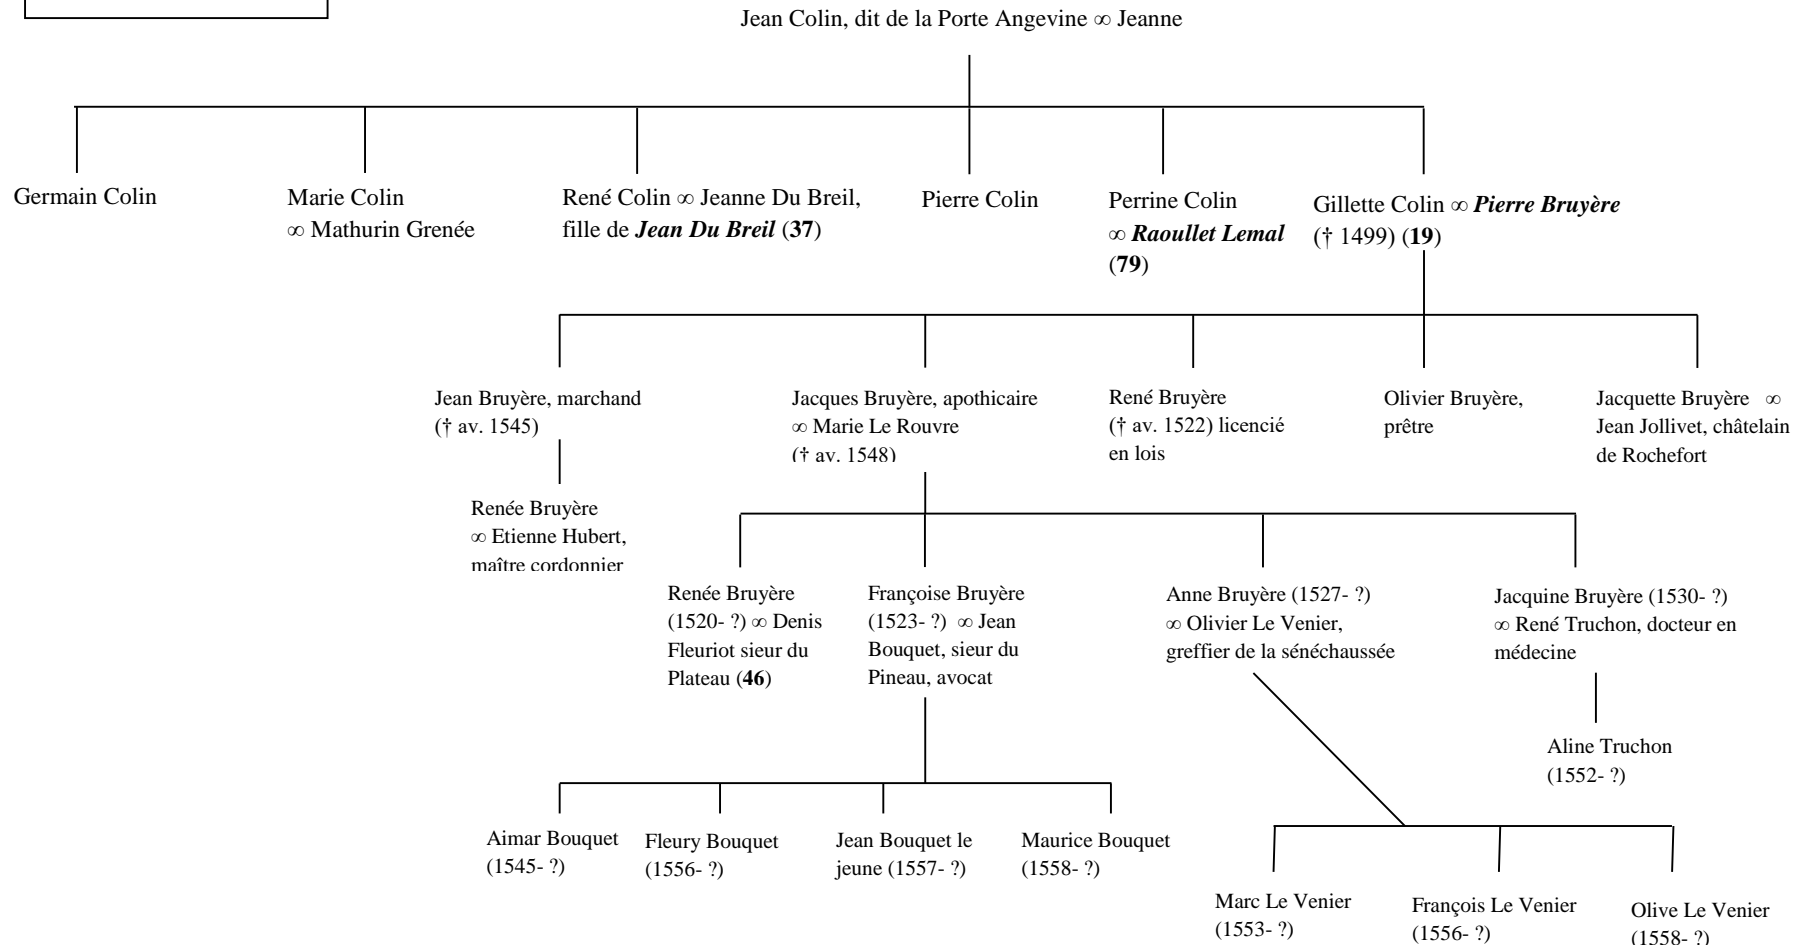 Jean Colin, dit de la Porte Angevine ∞ Jeanne
Germain Colin
Marie Colin
∞ Mathurin Grenée
René Colin ∞ Jeanne Du Breil,
fille de Jean Du Breil (37)
Pierre Colin
Perrine Colin
∞ Raoullet Lemal
(79)
Gillette Colin ∞ Pierre Bruyère
(† 1499) (19)
Jean Bruyère, marchand
(† av. 1545)
Jacques Bruyère, apothicaire
∞ Marie Le Rouvre
(† av. 1548)
René Bruyère
(† av. 1522) licencié
en lois
Olivier Bruyère,
prêtre
Jacquette Bruyère ∞
Jean Jollivet, châtelain
de Rochefort
Renée Bruyère
∞ Etienne Hubert,
maître cordonnier
Renée Bruyère
(1520- ?) ∞ Denis
Fleuriot sieur du
Plateau (46)
Françoise Bruyère
(1523- ?) ∞ Jean
Bouquet, sieur du
Pineau, avocat
Anne Bruyère (1527- ?)
∞ Olivier Le Venier,
greffier de la sénéchaussée
Jacquine Bruyère (1530- ?)
∞ René Truchon, docteur en
médecine
Aline Truchon
(1552- ?)
Aimar Bouquet
(1545- ?)
Fleury Bouquet
(1556- ?)
Jean Bouquet le
jeune (1557- ?)
Maurice Bouquet
(1558- ?)
Marc Le Venier
(1553- ?)
François Le Venier
(1556- ?)
Olive Le Venier
(1558- ?)